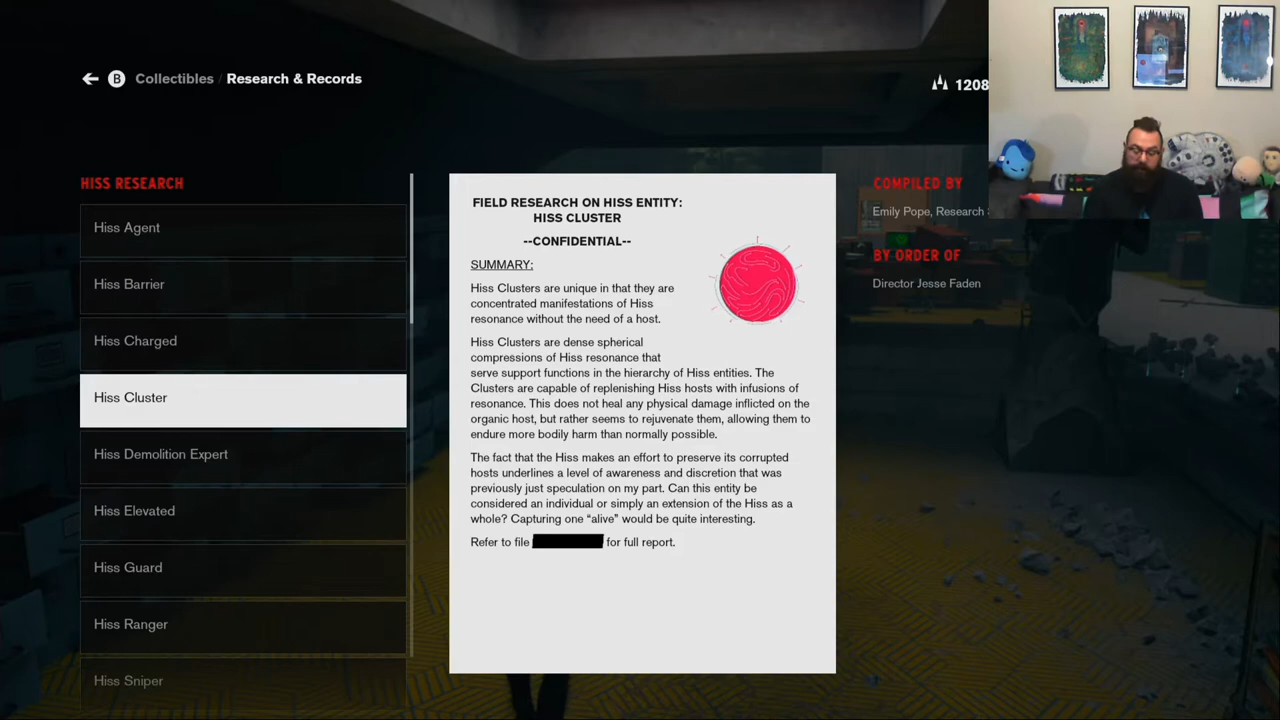 B Collectibles / Research & Records
1208
HISS RESEARCH
Hiss Agent
Hiss Barrier
Hiss Charged
Hiss Cluster
Hiss Demolition Expert
Hiss Elevated
Hiss Guard
Hiss Ranger
Hiss Sniper
FIELD RESEARCH ON HISS ENTITY:
HISS CLUSTER
--CONFIDENTIAL--
SUMMARY:
Hiss Clusters are unique in that they are
concentrated manifestations of Hiss
resonance without the need of a host.
Hiss Clusters are dense spherical
compressions of Hiss resonance that
serve support functions in the hierarchy of Hiss entities. The
Clusters are capable of replenishing Hiss hosts with infusions of
resonance. This does not heal any physical damage inflicted on the
organic host, but rather seems to rejuvenate them, allowing them to
endure more bodily harm than normally possible.
The fact that the Hiss makes an effort to preserve its corrupted
hosts underlines a level of awareness and discretion that was
previously just speculation on my part. Can this entity be
considered an individual or simply an extension of the Hiss as a
whole? Capturing one “alive” would be quite interesting.
Refer to file for full report.
COMPILED BY
Emily Pope, Research
BY ORDER OF
Director Jesse Faden